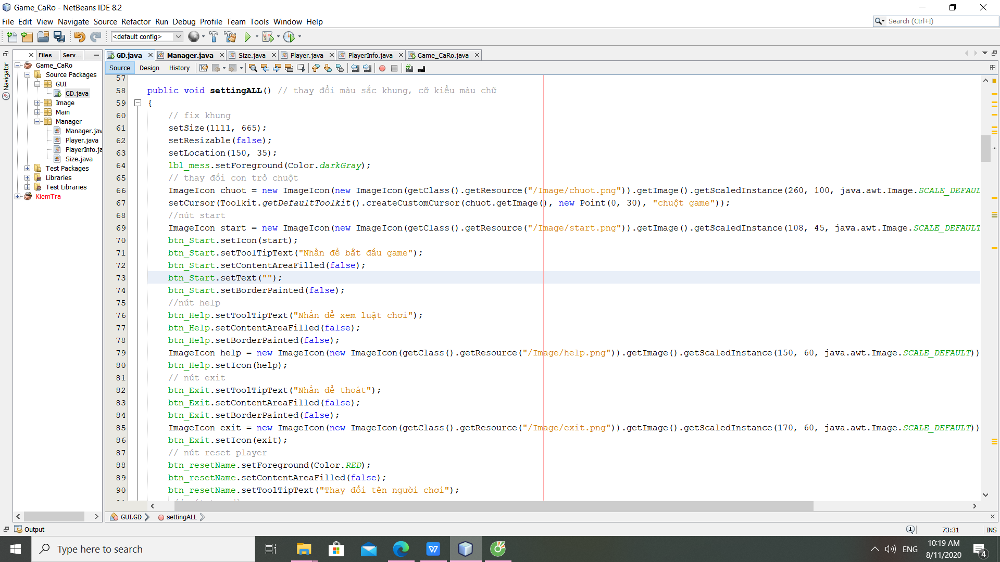 Game_CaRo - NetBeans IDE 8.2
File Edit View Navigate Source Refactor Run Debug Profile Team Tools Window Help
Search (Ctrl+I)
<default config>
Files Serv...
GD.java Manager.java Size.java Player.java PlayerInfo.java Game_CaRo.java
Source Design History
Navigator
Game_CaRo
Source Packages
GUI
GD.java
Image
Main
Manager
Manager.jav
Player.java
PlayerInfo.ja
Size.java
Test Packages
Libraries
Test Libraries
KiemTra
57
58 public void settingALL() // thay đổi màu sắc khung, cỡ kiểu màu chữ
59 {
60 // fix khung
61 setSize(1111, 665);
62 setResizable(false);
63 setLocation(150, 35);
64 lbl_mess.setForeground(Color.darkGray);
65 // thay đổi con trỏ chuột
66 ImageIcon chuot = new ImageIcon(new ImageIcon(getClass().getResource("/Image/chuot.png")).getImage().getScaledInstance(260, 100, java.awt.Image.SCALE_DEFAUL
67 setCursor(Toolkit.getDefaultToolkit().createCustomCursor(chuot.getImage(), new Point(0, 30), "chuột game"));
68 //nút start
69 ImageIcon start = new ImageIcon(new ImageIcon(getClass().getResource("/Image/start.png")).getImage().getScaledInstance(108, 45, java.awt.Image.SCALE_DEFAULT
70 btn_Start.setIcon(start);
71 btn_Start.setToolTipText("Nhấn để bắt đầu game");
72 btn_Start.setContentAreaFilled(false);
73 btn_Start.setText("");
74 btn_Start.setBorderPainted(false);
75 //nút help
76 btn_Help.setToolTipText("Nhấn để xem luật chơi");
77 btn_Help.setContentAreaFilled(false);
78 btn_Help.setBorderPainted(false);
79 ImageIcon help = new ImageIcon(new ImageIcon(getClass().getResource("/Image/help.png")).getImage().getScaledInstance(150, 60, java.awt.Image.SCALE_DEFAULT))
80 btn_Help.setIcon(help);
81 // nút exit
82 btn_Exit.setToolTipText("Nhấn để thoát");
83 btn_Exit.setContentAreaFilled(false);
84 btn_Exit.setBorderPainted(false);
85 ImageIcon exit = new ImageIcon(new ImageIcon(getClass().getResource("/Image/exit.png")).getImage().getScaledInstance(170, 60, java.awt.Image.SCALE_DEFAULT))
86 btn_Exit.setIcon(exit);
87 // nút reset player
88 btn_resetName.setForeground(Color.RED);
89 btn_resetName.setContentAreaFilled(false);
90 btn_resetName.setToolTipText("Thay đổi tên người chơi");
GUI.GD settingALL
Output
1
73:31 INS
Type here to search
ENG
10:19 AM
8/11/2020
4